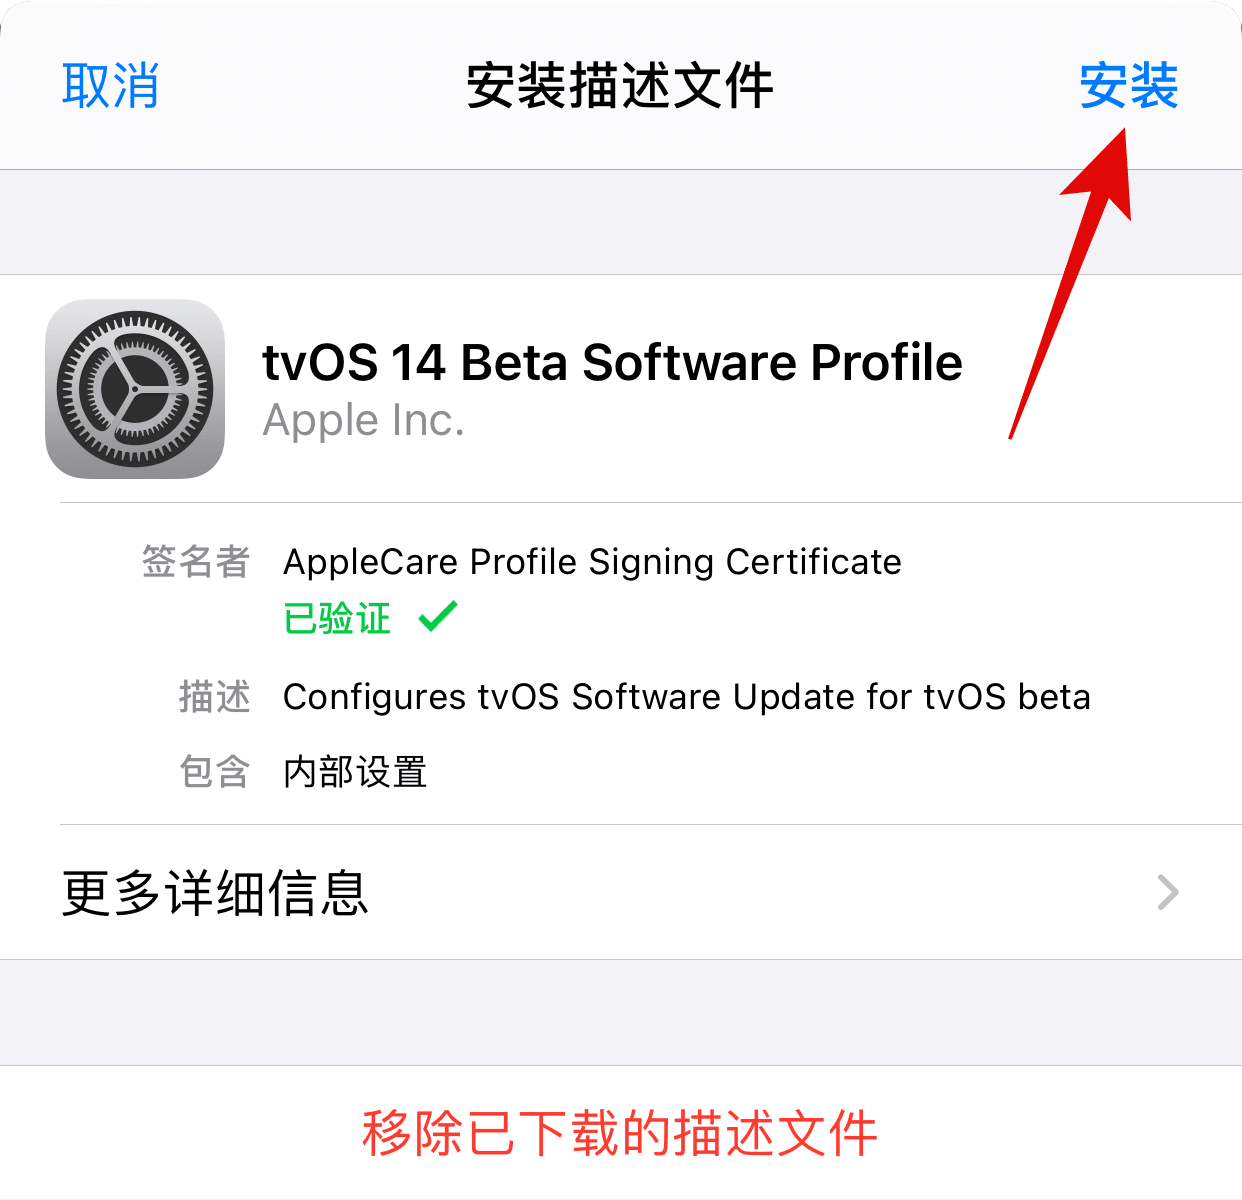 取消 安装描述文件 安装
tvOS 14 Beta Software Profile
Apple Inc.
签名者 AppleCare Profile Signing Certificate
已验证
描述 Configures tvOS Software Update for tvOS beta
包含 内部设置
更多详细信息
移除已下载的描述文件